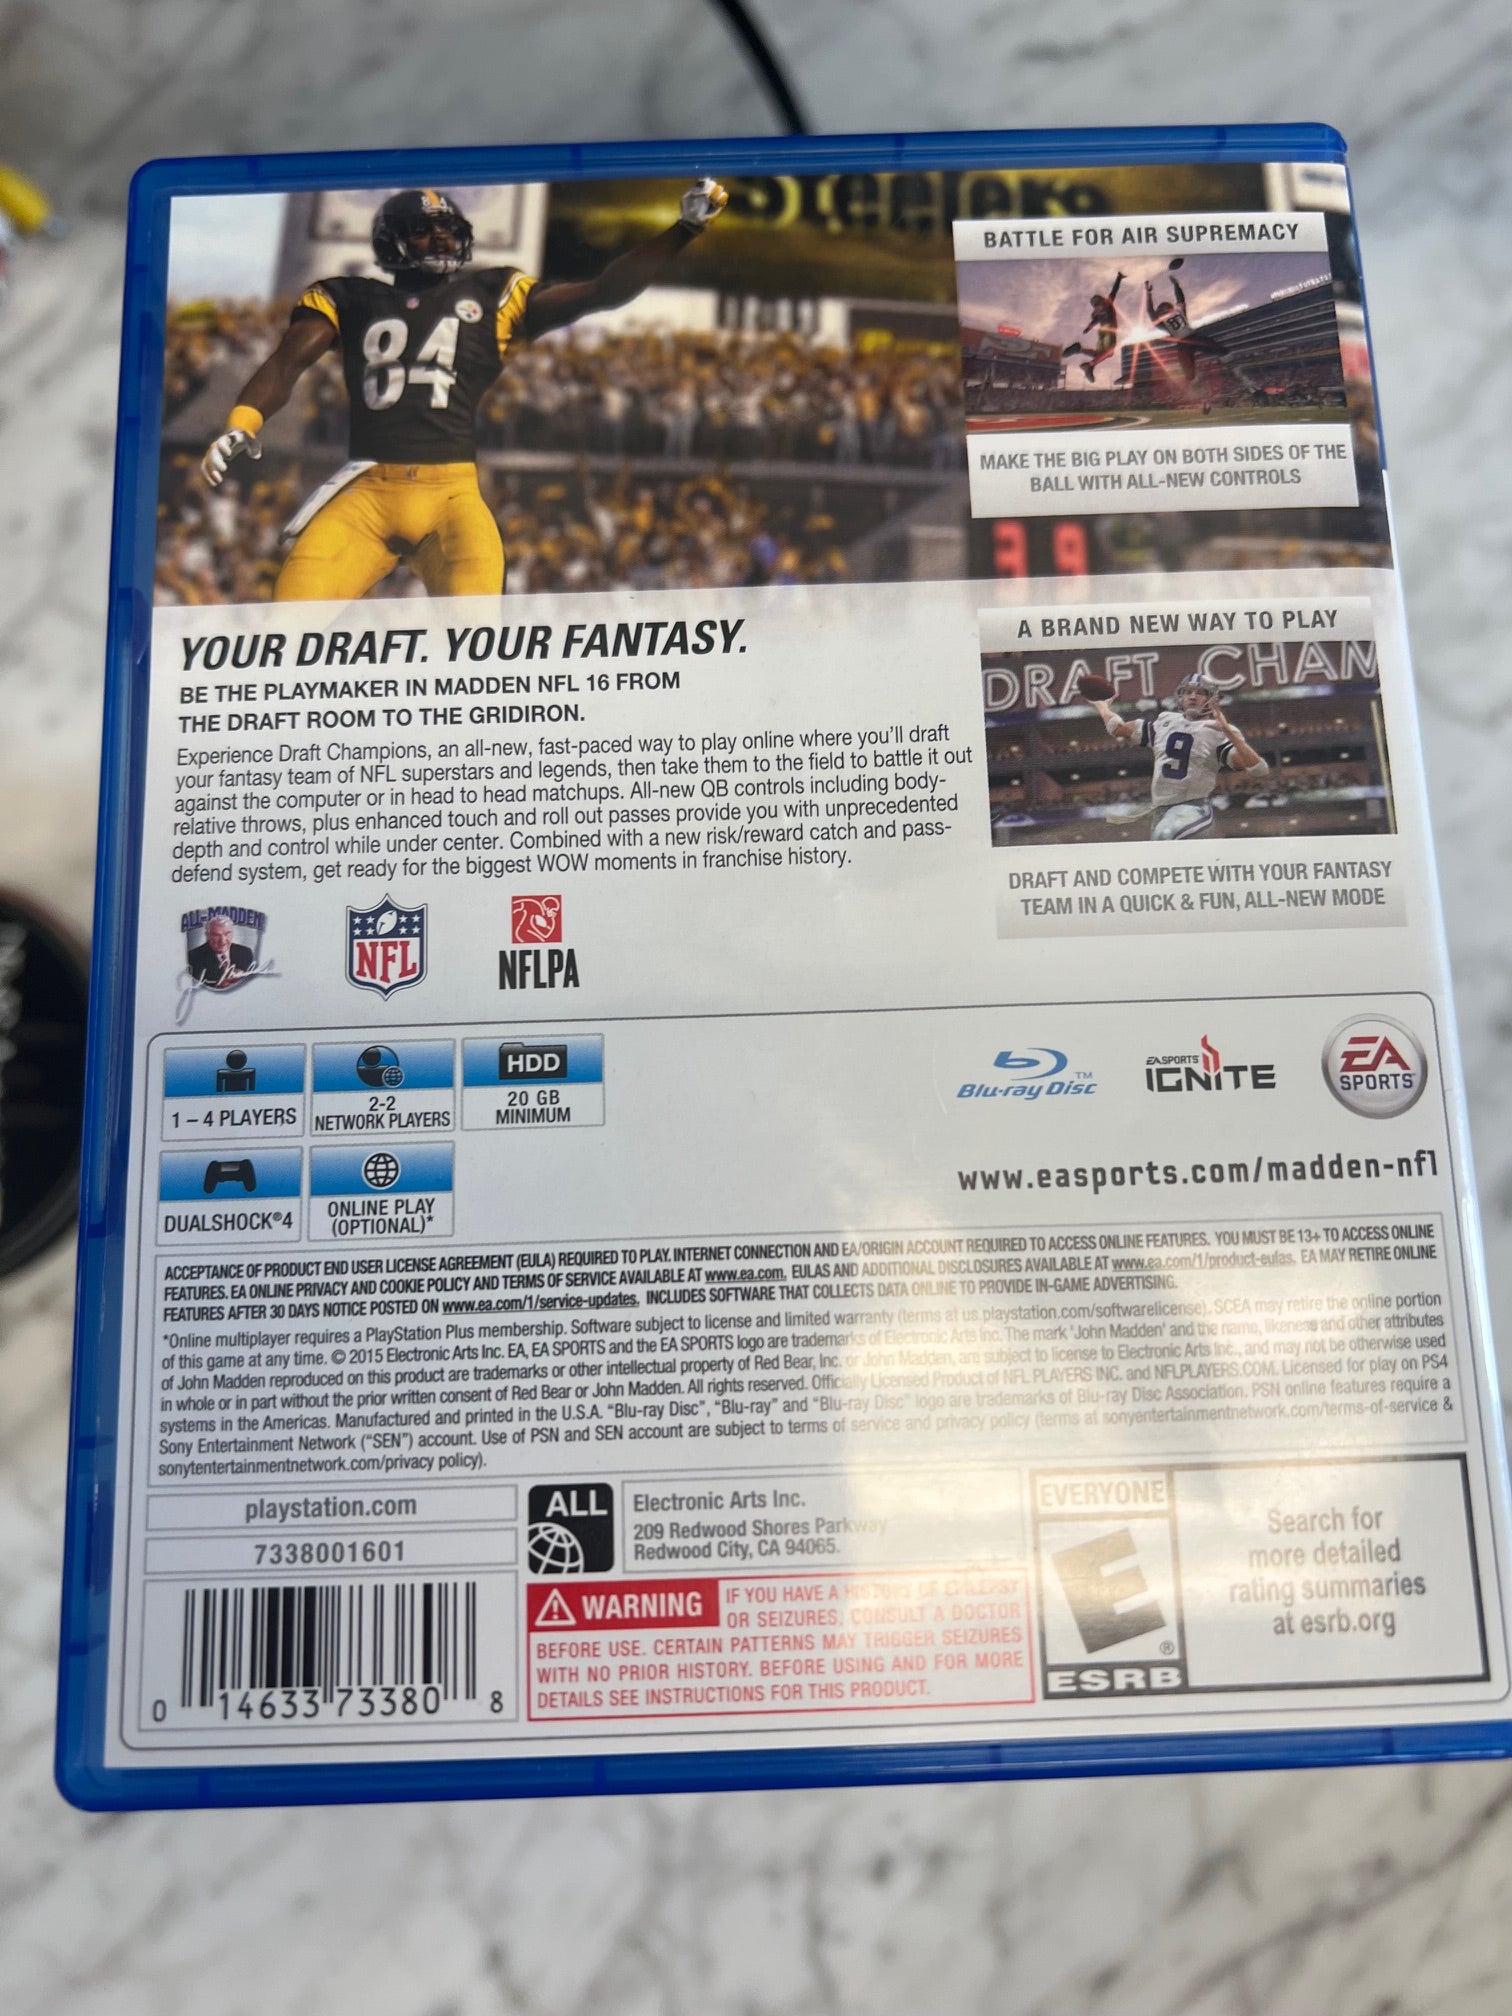 Steelers
84
84
BATTLE FOR AIR SUPREMACY
MAKE THE BIG PLAY ON BOTH SIDES OF THE
BALL WITH ALL-NEW CONTROLS
39
YOUR DRAFT. YOUR FANTASY.
BE THE PLAYMAKER IN MADDEN NFL 16 FROM
THE DRAFT ROOM TO THE GRIDIRON.
Experience Draft Champions, an all-new, fast-paced way to play online where you'll draft
your fantasy team of NFL superstars and legends, then take them to the field to battle it out
against the computer or in head to head matchups. All-new QB controls including body-
relative throws, plus enhanced touch and roll out passes provide you with unprecedented
depth and control while under center. Combined with a new risk/reward catch and pass-
defend system, get ready for the biggest WOW moments in franchise history.
A BRAND NEW WAY TO PLAY
DRAFT CHAM
9
DRAFT AND COMPETE WITH YOUR FANTASY
TEAM IN A QUICK & FUN, ALL-NEW MODE
ALL-MADDEN
John Madden
NFL
NFLPA
1 – 4 PLAYERS
2-2
NETWORK PLAYERS
HDD
20 GB
MINIMUM
DUALSHOCK®4
ONLINE PLAY
(OPTIONAL)*
Blu-ray Disc™
EA SPORTS
IGNITE
EA
SPORTS
www.easports.com/madden-nfl
ACCEPTANCE OF PRODUCT END USER LICENSE AGREEMENT (EULA) REQUIRED TO PLAY. INTERNET CONNECTION AND EA/ORIGIN ACCOUNT REQUIRED TO ACCESS ONLINE FEATURES. YOU MUST BE 13+ TO ACCESS ONLINE
FEATURES. EA ONLINE PRIVACY AND COOKIE POLICY AND TERMS OF SERVICE AVAILABLE AT www.ea.com. EULAS AND ADDITIONAL DISCLOSURES AVAILABLE AT www.ea.com/1/product-eulas. EA MAY RETIRE ONLINE
FEATURES AFTER 30 DAYS NOTICE POSTED ON www.ea.com/1/service-updates. INCLUDES SOFTWARE THAT COLLECTS DATA ONLINE TO PROVIDE IN-GAME ADVERTISING.
*Online multiplayer requires a PlayStation Plus membership. Software subject to license and limited warranty (terms at us.playstation.com/softwarelicense). SCEA may retire the online portion
of this game at any time. © 2015 Electronic Arts Inc. EA, EA SPORTS and the EA SPORTS logo are trademarks of Electronic Arts Inc. The mark 'John Madden' and the name, likeness and other attributes
of John Madden reproduced on this product are trademarks or other intellectual property of Red Bear, Inc. or John Madden, are subject to license to Electronic Arts Inc., and may not be otherwise used
in whole or in part without the prior written consent of Red Bear or John Madden. All rights reserved. Officially Licensed Product of NFL PLAYERS INC. and NFLPLAYERS.COM. Licensed for play on PS4
systems in the Americas. Manufactured and printed in the U.S.A. "Blu-ray Disc", "Blu-ray" and "Blu-ray Disc" logo are trademarks of Blu-ray Disc Association. PSN online features require a
Sony Entertainment Network ("SEN") account. Use of PSN and SEN account are subject to terms of service and privacy policy (terms at sonyentertainmentnetwork.com/terms-of-service &
sonytentertainmentnetwork.com/privacy policy).
playstation.com
7338001601
0 14633 73380 8
ALL
Electronic Arts Inc.
209 Redwood Shores Parkway
Redwood City, CA 94065.
WARNING IF YOU HAVE A HISTORY OF EPILEPSY
OR SEIZURES, CONSULT A DOCTOR
BEFORE USE. CERTAIN PATTERNS MAY TRIGGER SEIZURES
WITH NO PRIOR HISTORY. BEFORE USING AND FOR MORE
DETAILS SEE INSTRUCTIONS FOR THIS PRODUCT.
EVERYONE
E®
ESRB
Search for
more detailed
rating summaries
at esrb.org